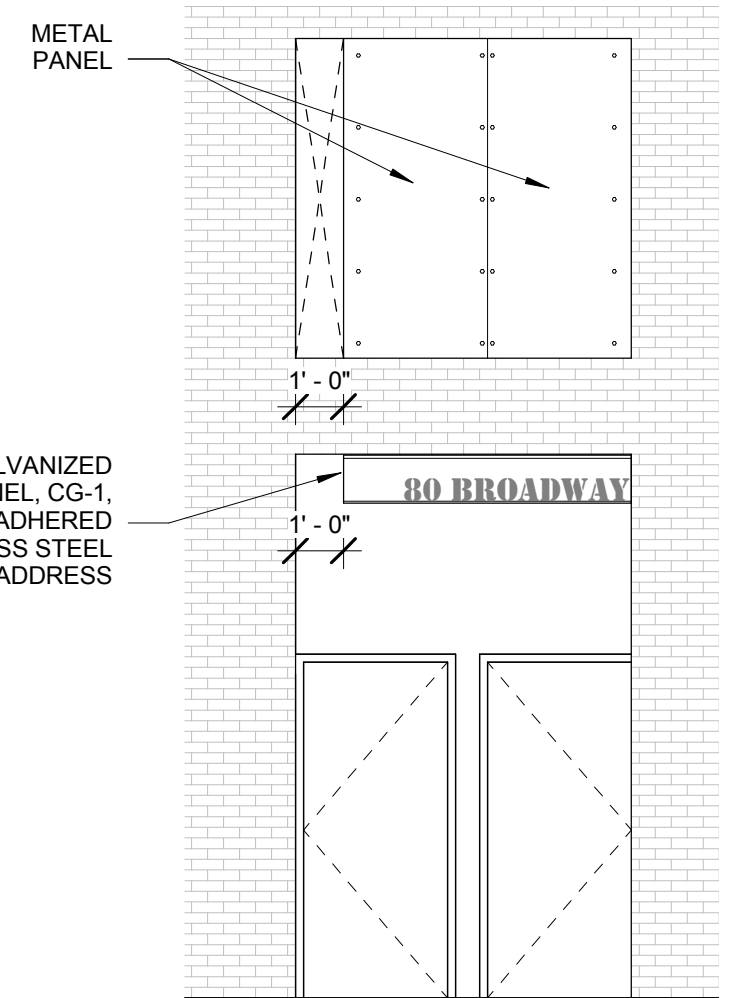 METAL
PANEL
1' - 0"
80 BROADWAY
LVANIZED
NEL, CG-1,
ADHERED
SS STEEL
ADDRESS
1' - 0"